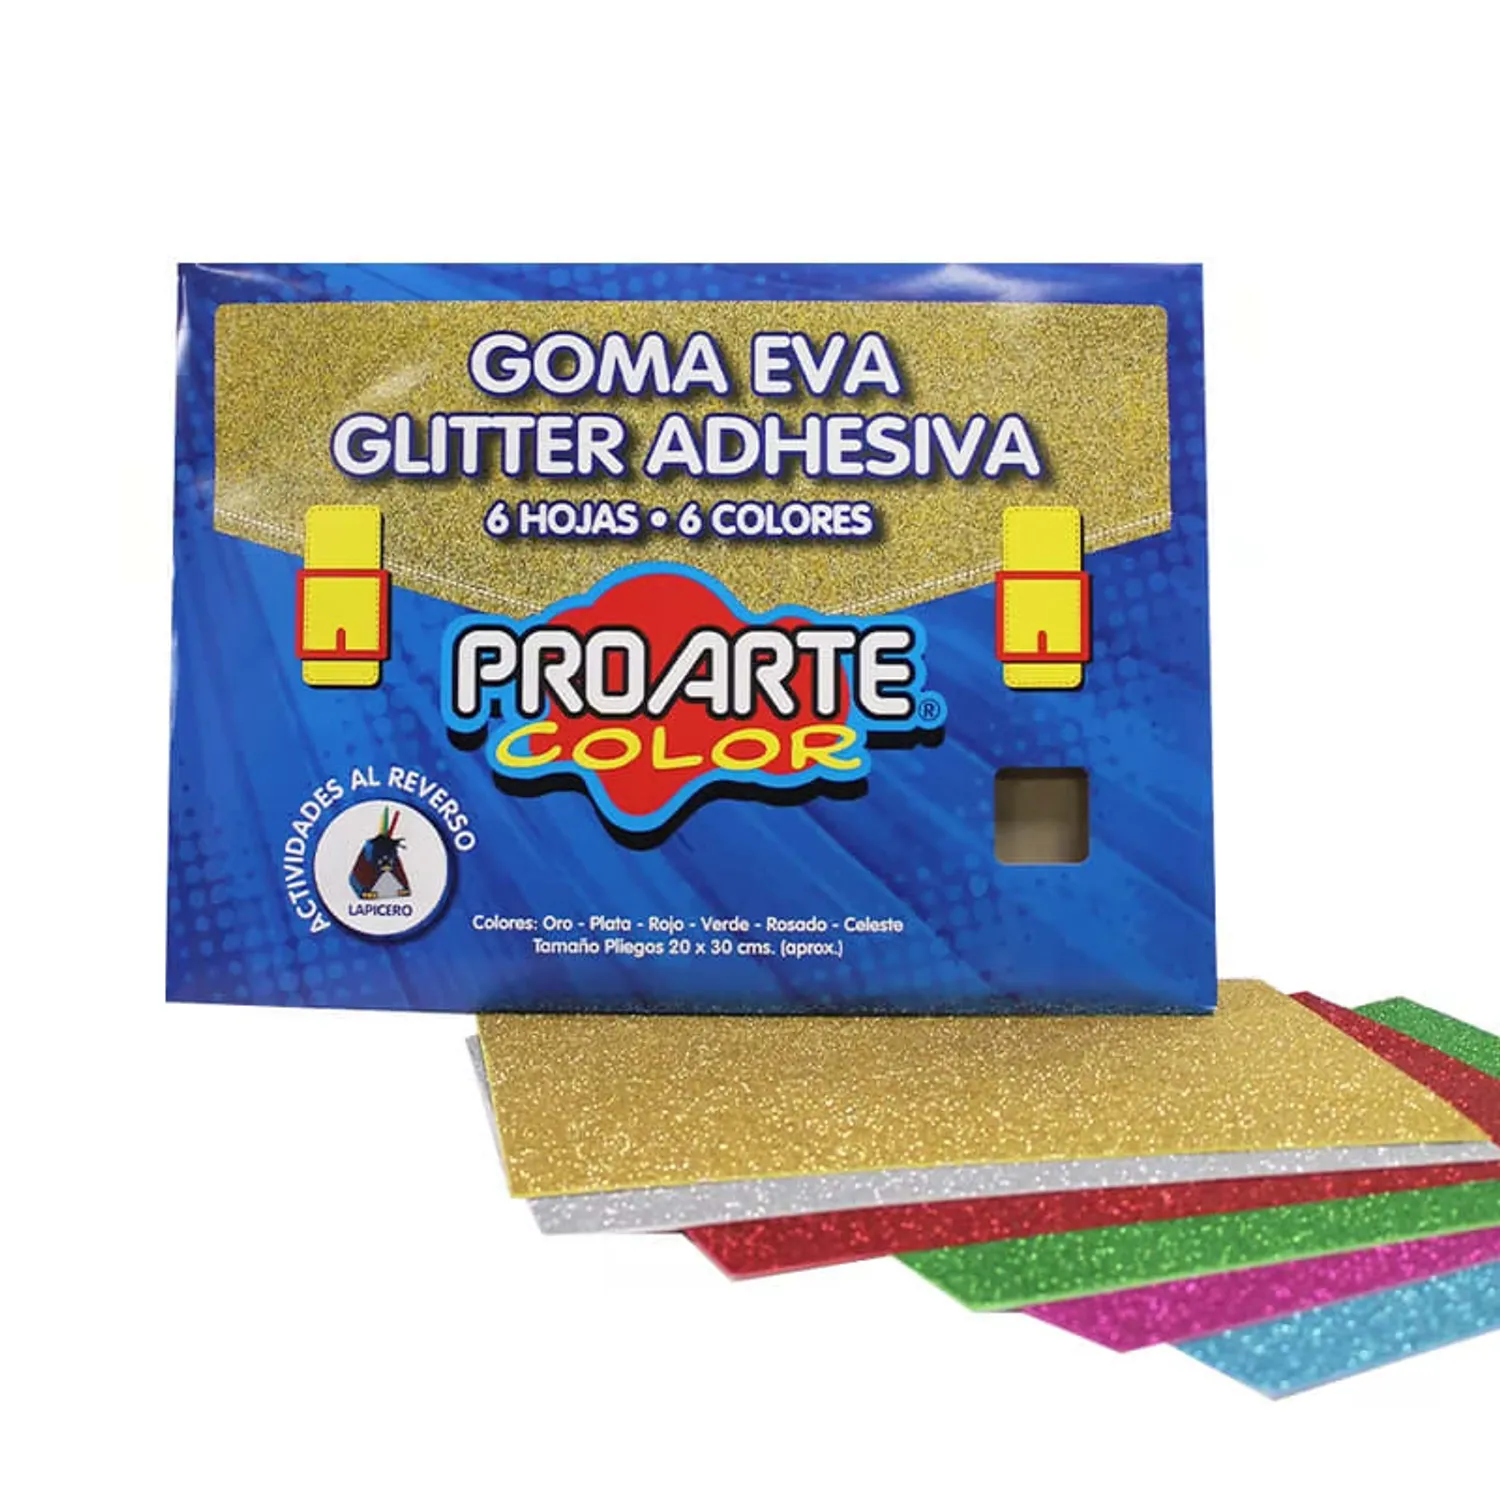 GOMA EVA
GLITTER ADHESIVA
6 HOJAS • 6 COLORES
PROARTE®
COLOR
ACTIVIDADES AL REVERSO
LAPICERO
Colores: Oro - Plata - Rojo - Verde - Rosado - Celeste
Tamaño Pliegos 20 x 30 cms. (aprox.)